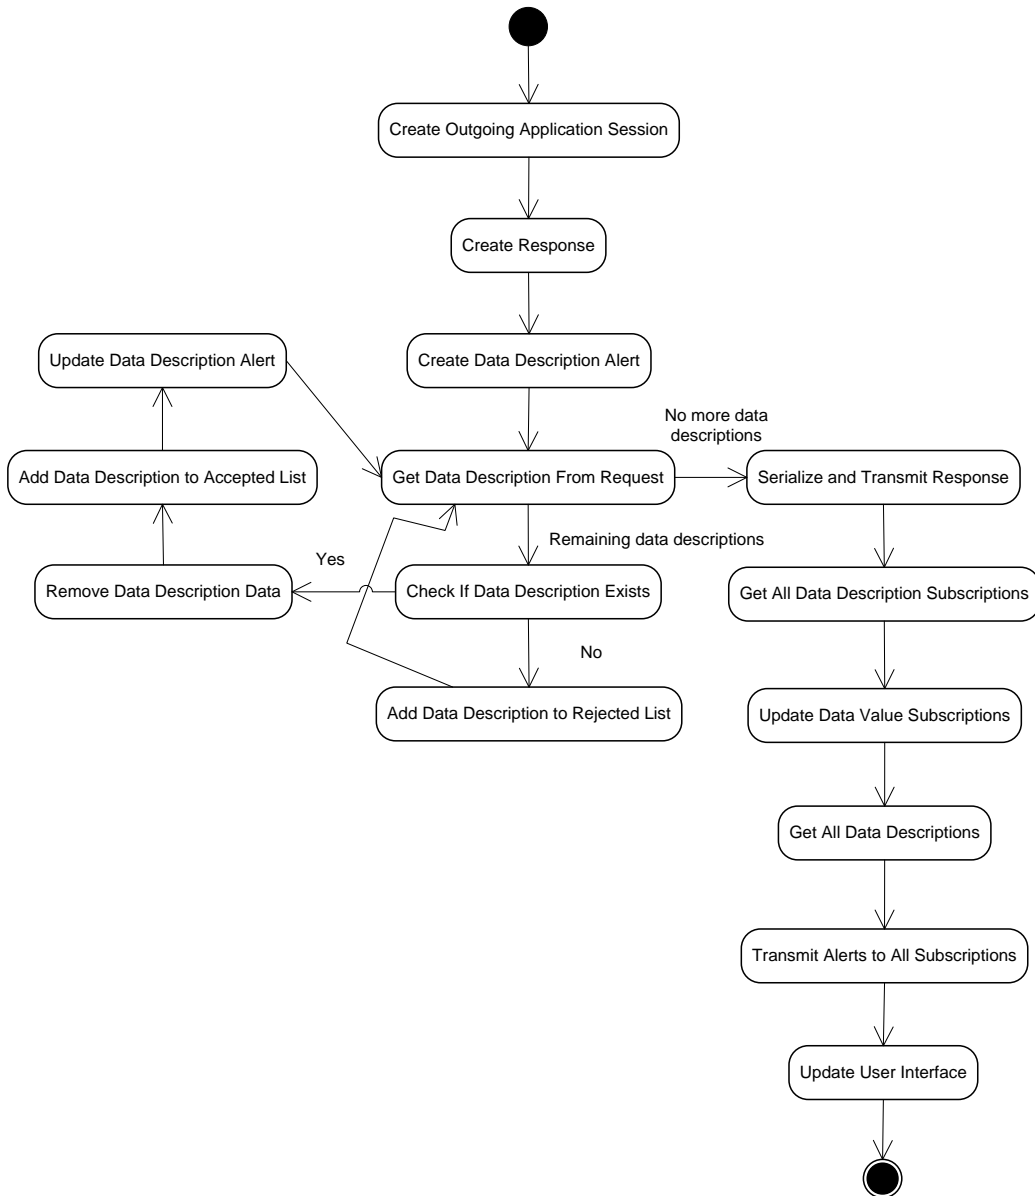 Create Outgoing Application Session
Create Response
Update Data Description Alert
Create Data Description Alert
No more data
descriptions
Add Data Description to Accepted List
Get Data Description From Request
Serialize and Transmit Response
Remaining data descriptions
Yes
Remove Data Description Data
Check If Data Description Exists
Get All Data Description Subscriptions
No
Add Data Description to Rejected List
Update Data Value Subscriptions
Get All Data Descriptions
Transmit Alerts to All Subscriptions
Update User Interface